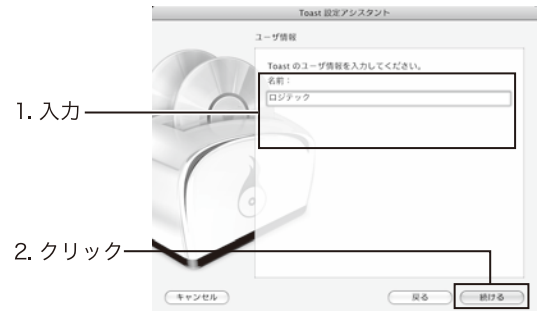 Toast 設定アシスタント
ユーザ情報
Toast のユーザ情報を入力してください。
名前：
ロジテック
1. 入力
2. クリック
キャンセル
戻る
続ける